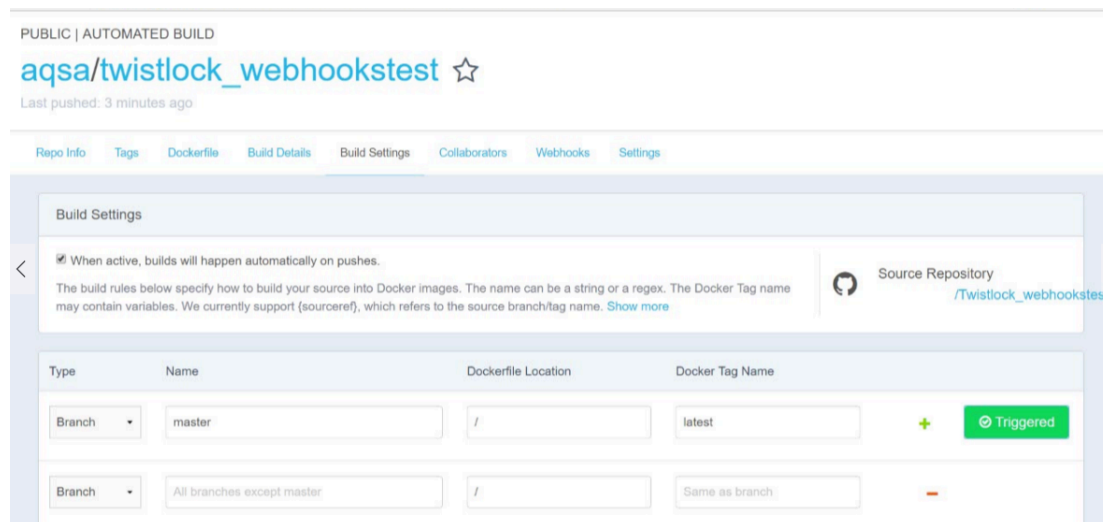 PUBLIC | AUTOMATED BUILD
aqsa/twistlock_webhookstest
Last pushed: 3 minutes ago
Repo Info Tags Dockerfile Build Details Build Settings Collaborators Webhooks Settings
Build Settings
When active, builds will happen automatically on pushes.
The build rules below specify how to build your source into Docker images. The name can be a string or a regex. The Docker Tag name
may contain variables. We currently support {sourceref}, which refers to the source branch/tag name. Show more
Source Repository
/Twistlock_webhookstes
Type Name Dockerfile Location Docker Tag Name
Branch master / latest Triggered
Branch All branches except master / Same as branch